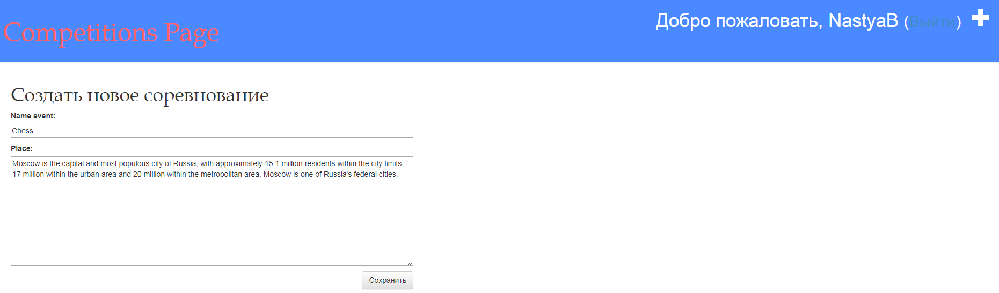 Competitions Page
Добро пожаловать, NastyaB (Выйти)
Создать новое соревнование
Name event:
Chess
Place:
Moscow is the capital and most populous city of Russia, with approximately 15.1 million residents within the city limits,
17 million within the urban area and 20 million within the metropolitan area. Moscow is one of Russia's federal cities.
Сохранить